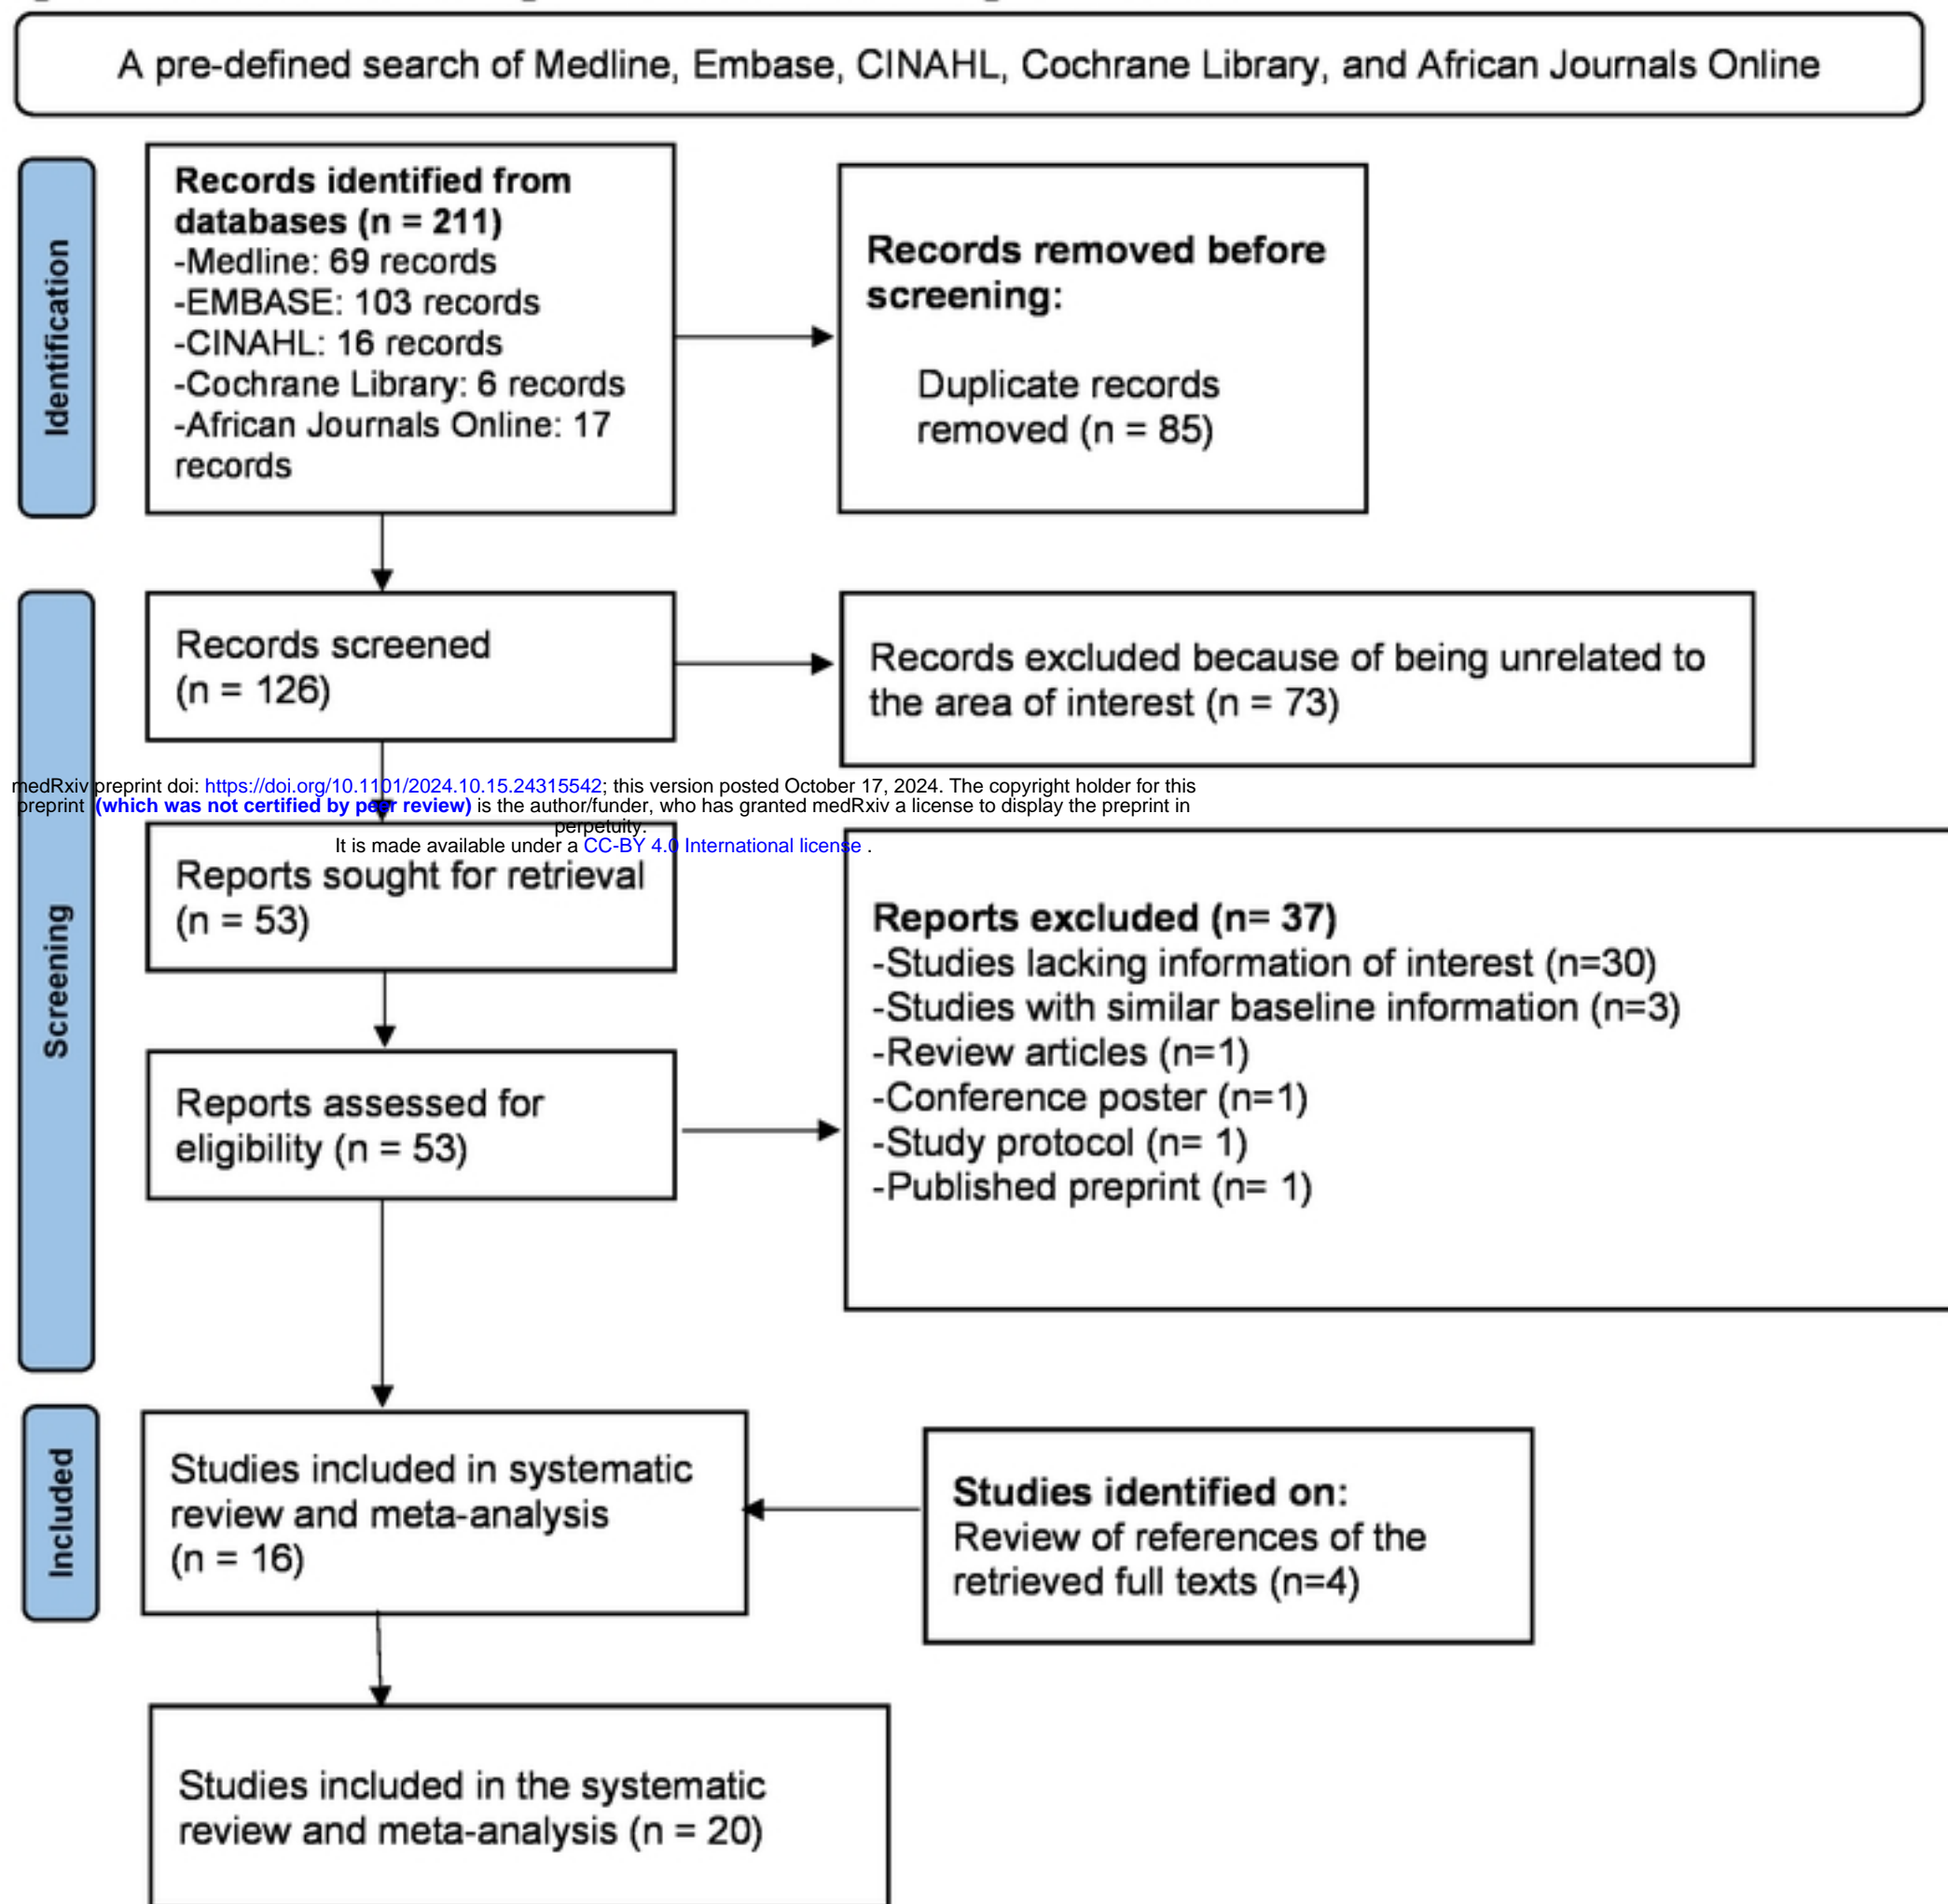 A pre-defined search of Medline, Embase, CINAHL, Cochrane Library, and African Journals Online
Identification
Records identified from
databases (n = 211)
-Medline: 69 records
-EMBASE: 103 records
-CINAHL: 16 records
-Cochrane Library: 6 records
-African Journals Online: 17
records
Records removed before
screening:
Duplicate records
removed (n = 85)
Screening
Records screened
(n = 126)
Records excluded because of being unrelated to
the area of interest (n = 73)
medRxiv preprint doi: https://doi.org/10.1101/2024.10.15.24315542; this version posted October 17, 2024. The copyright holder for this
preprint (which was not certified by peer review) is the author/funder, who has granted medRxiv a license to display the preprint in
perpetuity.
It is made available under a CC-BY 4.0 International license .
Reports sought for retrieval
(n = 53)
Reports assessed for
eligibility (n = 53)
Reports excluded (n= 37)
-Studies lacking information of interest (n=30)
-Studies with similar baseline information (n=3)
-Review articles (n=1)
-Conference poster (n=1)
-Study protocol (n= 1)
-Published preprint (n= 1)
Included
Studies included in systematic
review and meta-analysis
(n = 16)
Studies identified on:
Review of references of the
retrieved full texts (n=4)
Studies included in the systematic
review and meta-analysis (n = 20)